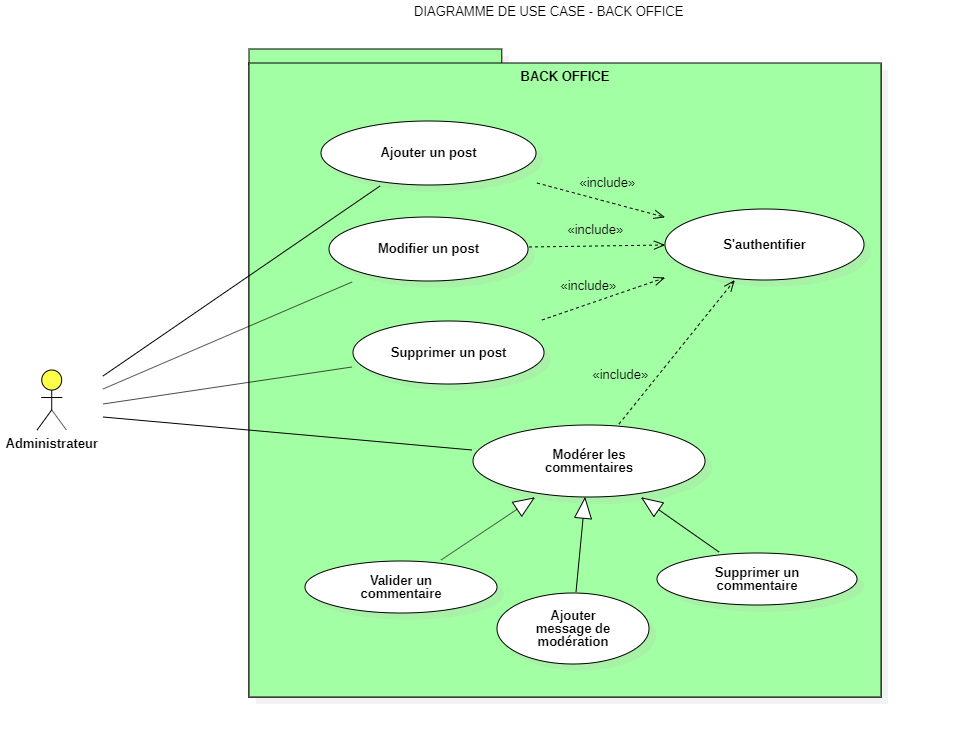 DIAGRAMME DE USE CASE - BACK OFFICE
BACK OFFICE
Ajouter un post
«include»
Modifier un post
«include»
S'authentifier
«include»
Supprimer un post
«include»
Administrateur
Modérer les
commentaires
Valider un
commentaire
Ajouter
message de
modération
Supprimer un
commentaire